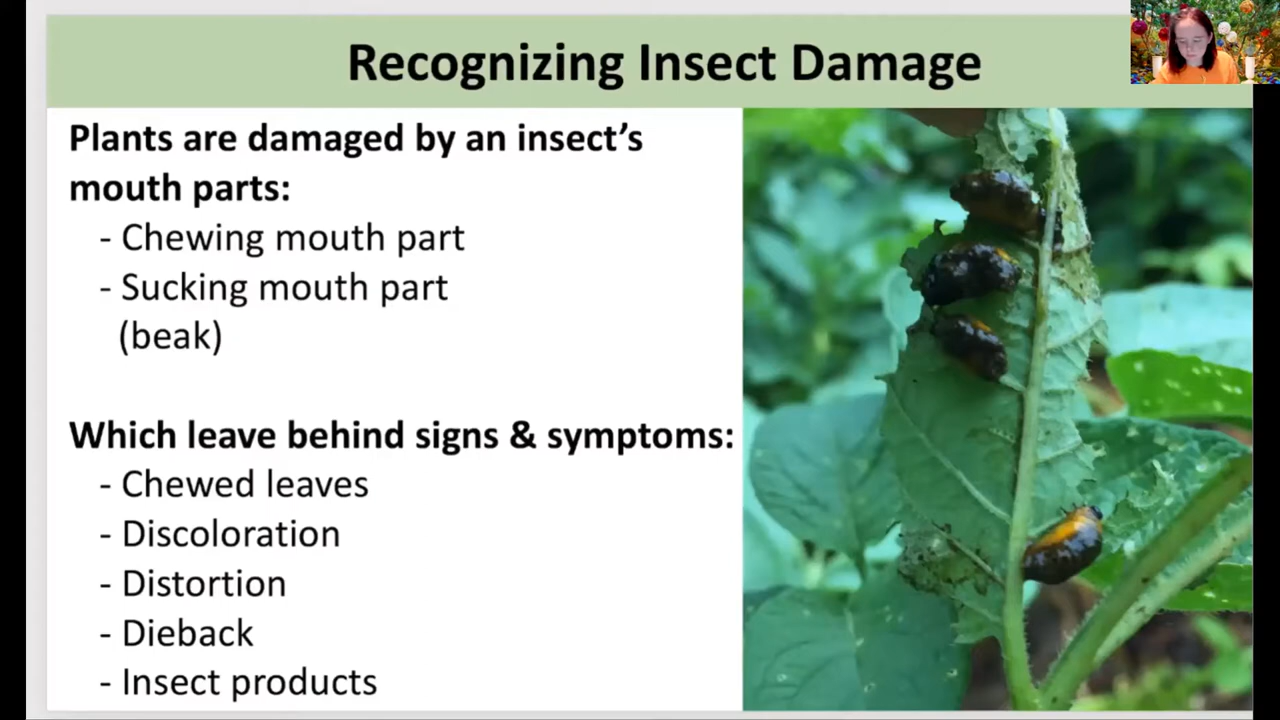 Recognizing Insect Damage
Plants are damaged by an insect's
mouth parts:
- Chewing mouth part
- Sucking mouth part
(beak)
Which leave behind signs & symptoms:
- Chewed leaves
- Discoloration
- Distortion
- Dieback
- Insect products